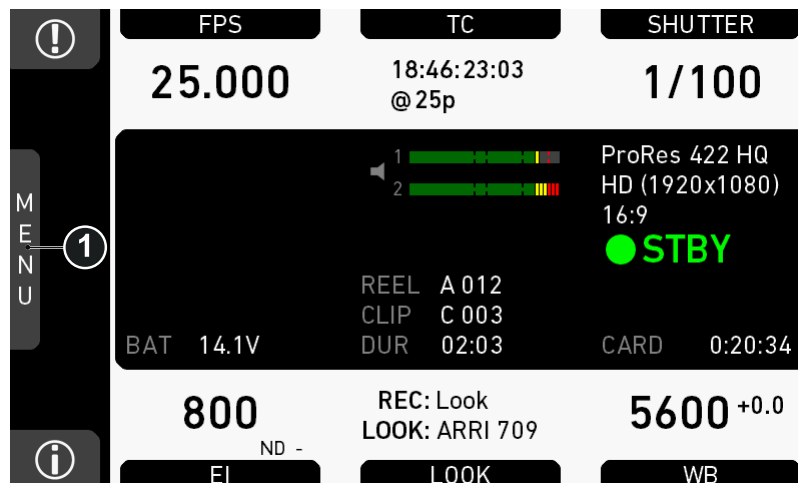 !
FPS
TC
SHUTTER
25.000
18:46:23:03
@25p
1/100
MENU
1
1
2
ProRes 422 HQ
HD (1920x1080)
16:9
STBY
REEL A 012
CLIP C 003
DUR 02:03
BAT 14.1V
CARD 0:20:34
800
ND -
REC: Look
LOOK: ARRI 709
5600 +0.0
i
EI
LOOK
WB